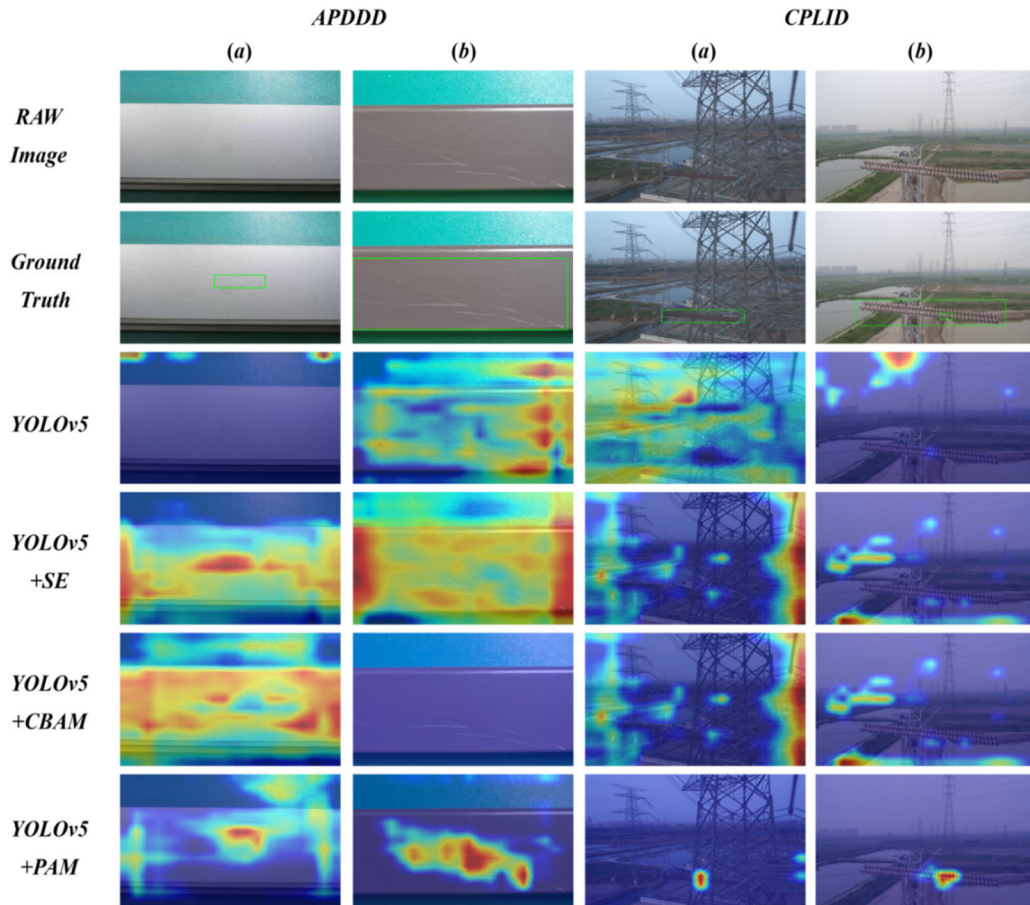 APDDD CPLID
(a) (b) (a) (b)
RAW
Image
Ground
Truth
YOLOv5
YOLOv5
+SE
YOLOv5
+CBAM
YOLOv5
+PAM